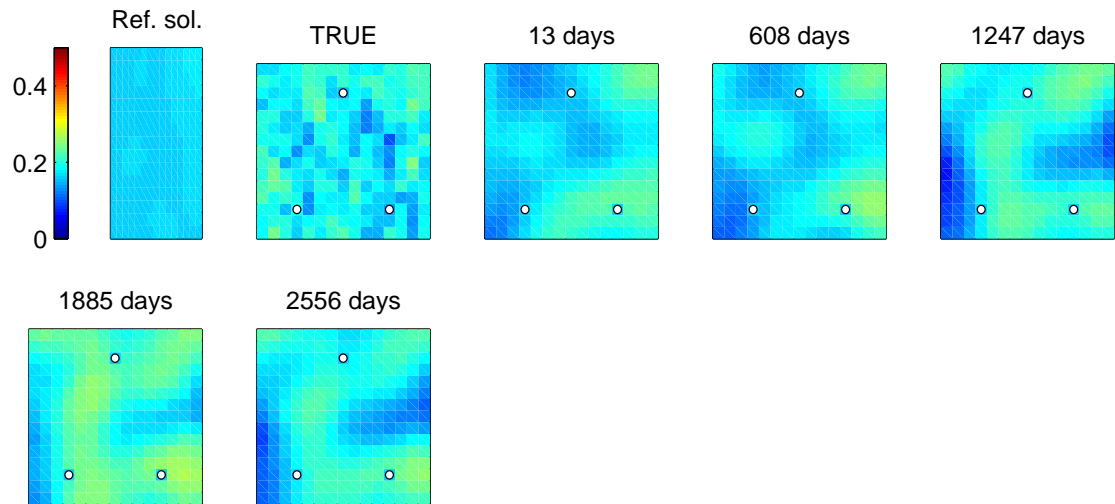 Ref. sol.
TRUE
13 days
608 days
1247 days
0.4
0.2
0
1885 days
2556 days